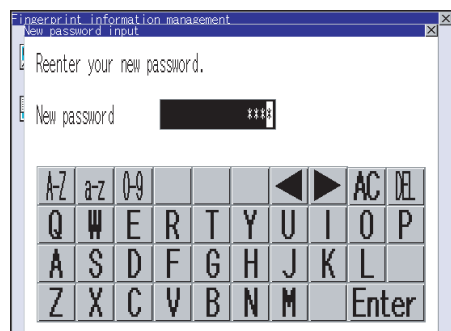 Fingerprint information management
New password input
Reenter your new password.
New password ****
A-Z a-z 0-9 ◀ ▶ AC DEL
Q W E R T Y U I O P
A S D F G H J K L
Z X C V B N M Enter